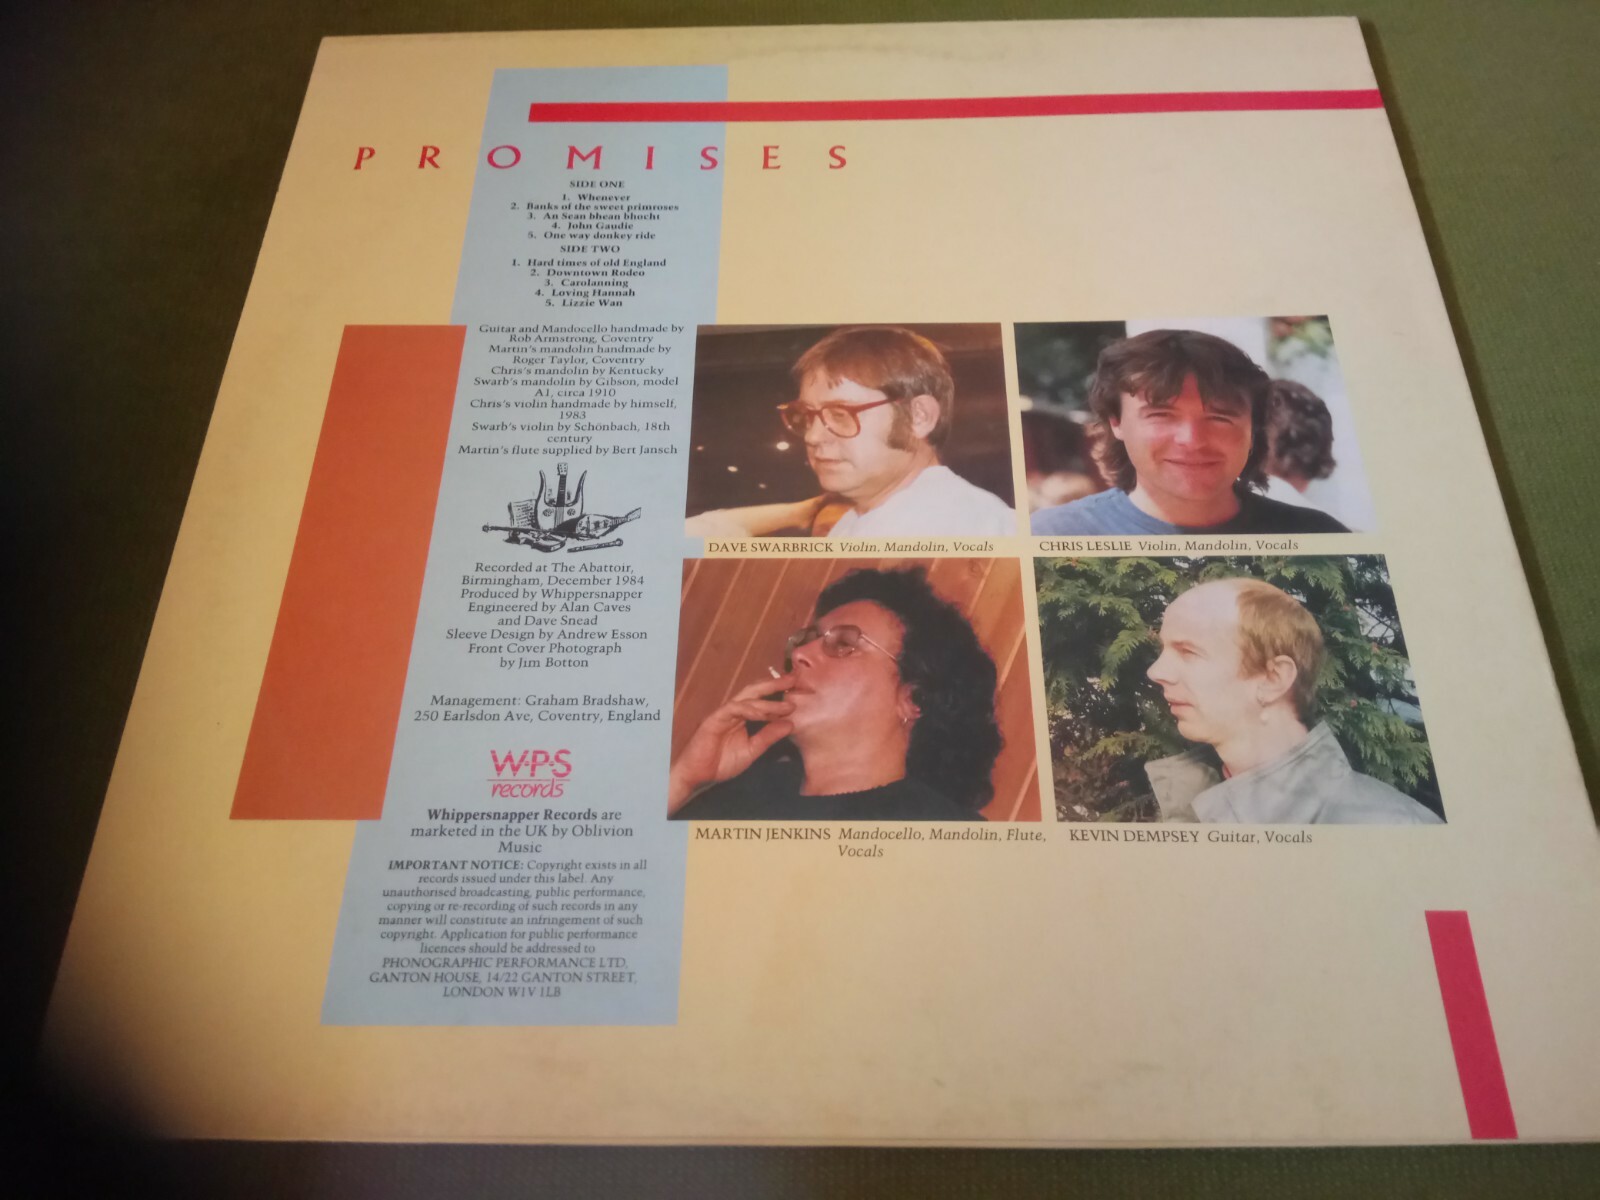 PROMISES
SIDE ONE
1. Whenever
2. Banks of the sweet primroses
3. An Sean bhean bhocht
4. John Gaudie
5. One way donkey ride
SIDE TWO
1. Hard times of old England
2. Downtown Rodeo
3. Carolanning
4. Loving Hannah
5. Lizzie Wan
Guitar and Mandocello handmade by
Rob Armstrong, Coventry
Martin's mandolin handmade by
Roger Taylor, Coventry
Chris's mandolin by Kentucky
Swarb's mandolin by Gibson, model
A1, circa 1910
Chris's violin handmade by himself,
1983
Swarb's violin by Schönbach, 18th
century
Martin's flute supplied by Bert Jansch
Recorded at The Abattoir,
Birmingham, December 1984
Produced by Whippersnapper
Engineered by Alan Caves
and Dave Snead
Sleeve Design by Andrew Esson
Front Cover Photograph
by Jim Botton
Management: Graham Bradshaw,
250 Earlsdon Ave, Coventry, England
W·P·S
records
Whippersnapper Records are
marketed in the UK by Oblivion
Music
IMPORTANT NOTICE: Copyright exists in all
records issued under this label. Any
unauthorised broadcasting, public performance,
copying or re-recording of such records in any
manner will constitute an infringement of such
copyright. Application for public performance
licences should be addressed to
PHONOGRAPHIC PERFORMANCE LTD,
GANTON HOUSE, 14/22 GANTON STREET,
LONDON W1V 1LB
DAVE SWARBRICK Violin, Mandolin, Vocals
CHRIS LESLIE Violin, Mandolin, Vocals
MARTIN JENKINS Mandocello, Mandolin, Flute,
Vocals
KEVIN DEMPSEY Guitar, Vocals